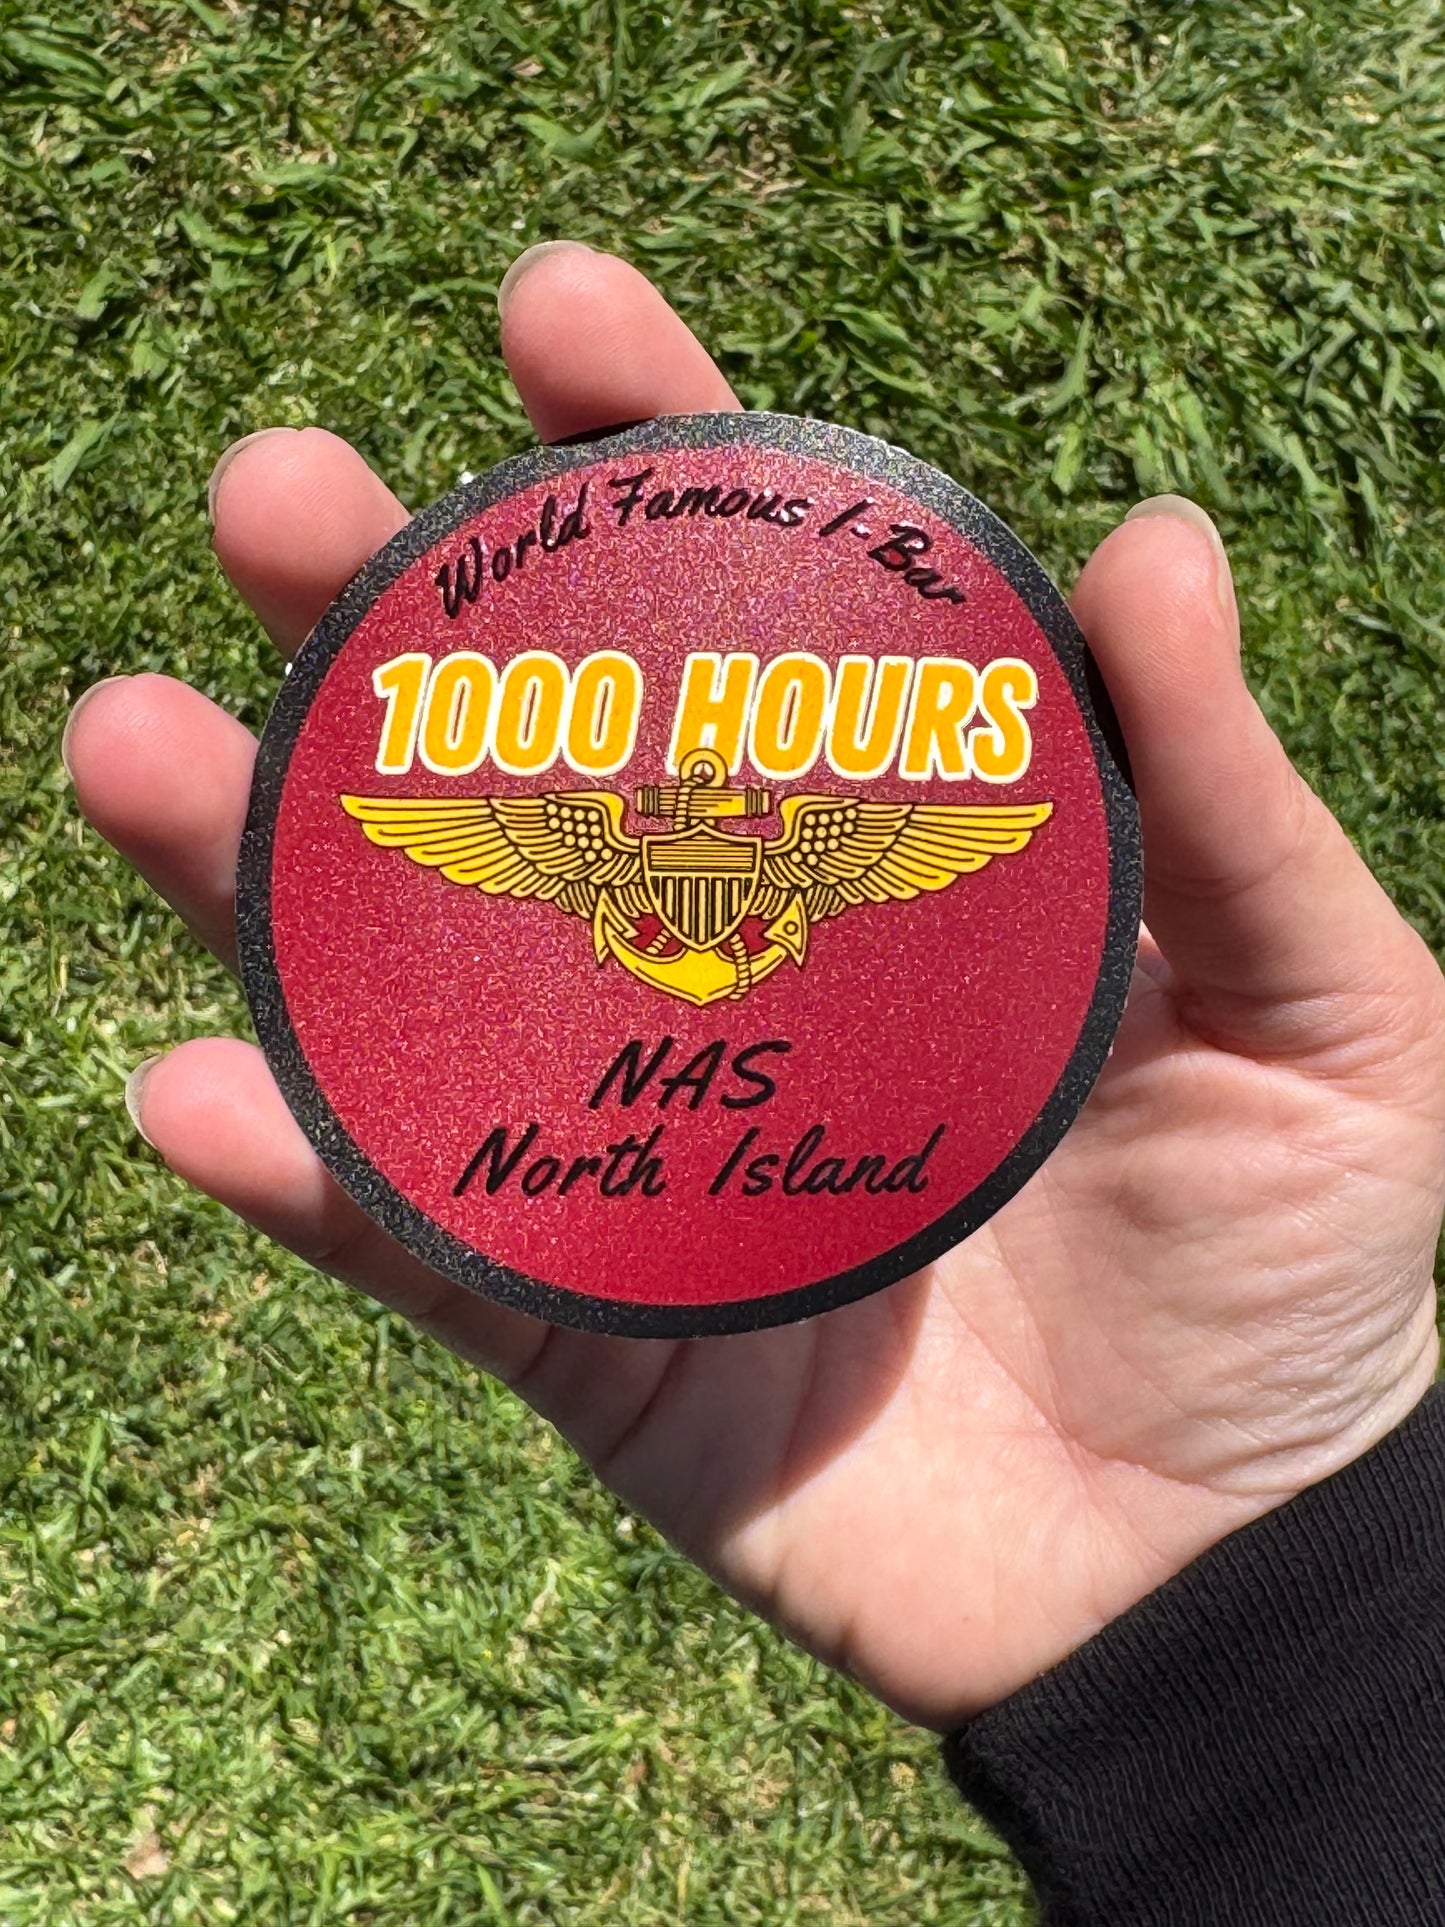 World Famous I-Bar
1000 HOURS
NAS
North Island